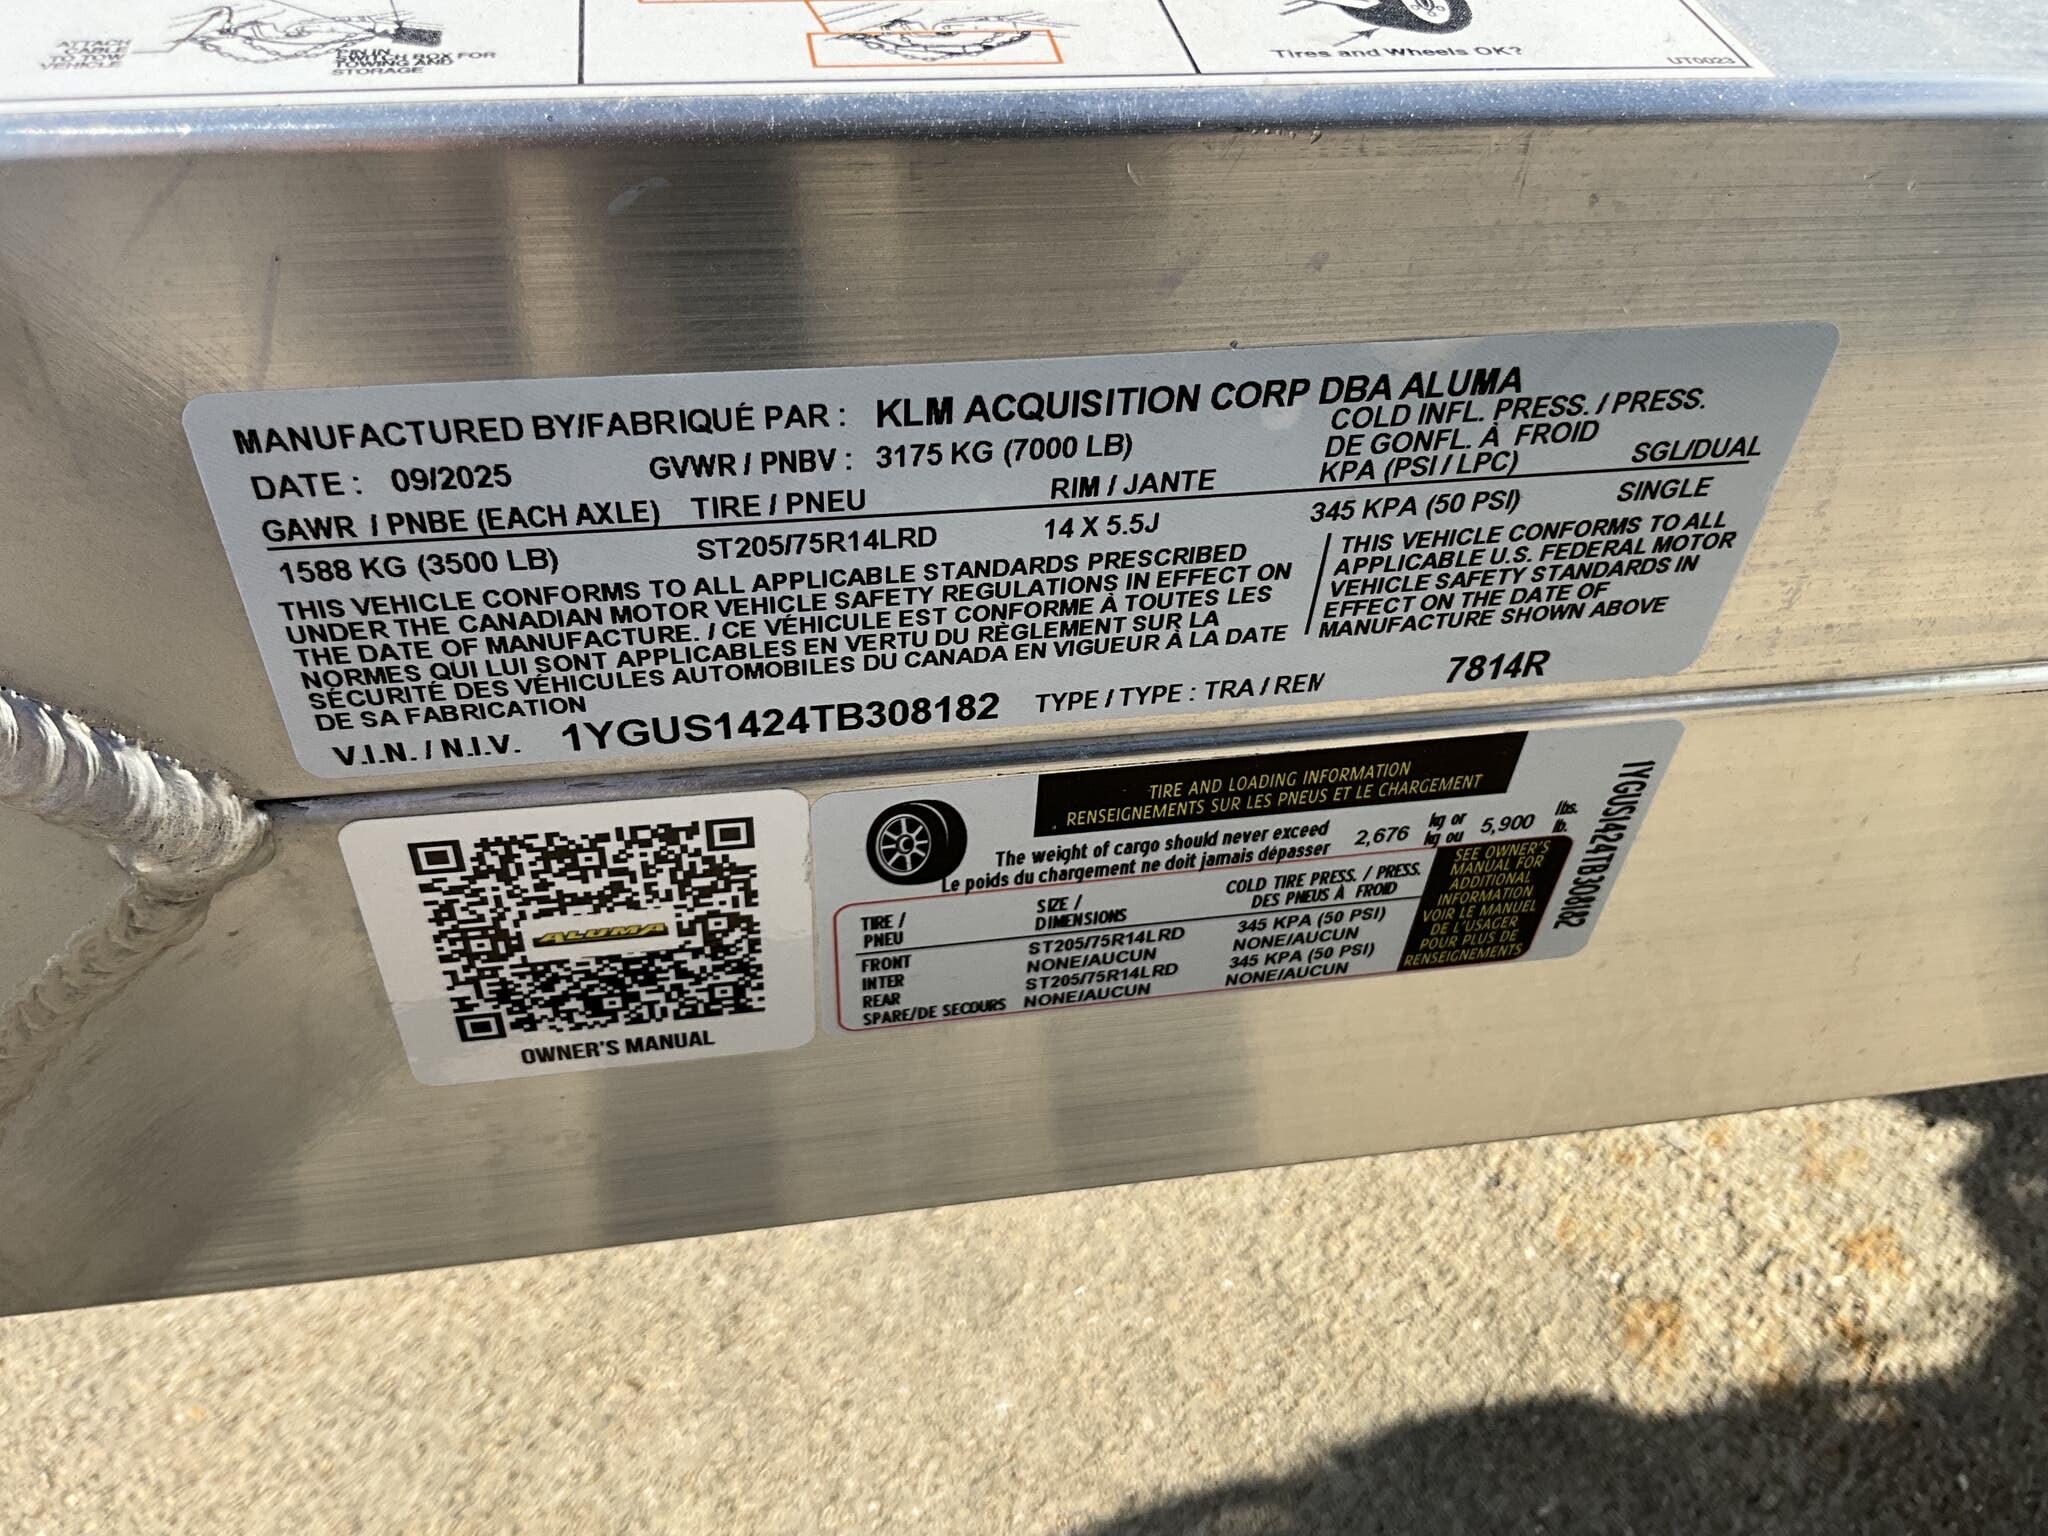 ATTACH
CABLE
TO TOW
VEHICLE
PIN IN
SWITCH BOX FOR
TOWING AND
STORAGE
Tires and Wheels OK?
UT0023
MANUFACTURED BY/FABRIQUÉ PAR : KLM ACQUISITION CORP DBA ALUMA
DATE : 09/2025 GVWR / PNBV : 3175 KG (7000 LB)
COLD INFL. PRESS. / PRESS.
DE GONFL. À FROID
GAWR / PNBE (EACH AXLE) TIRE / PNEU RIM / JANTE KPA (PSI / LPC) SGL/DUAL
1588 KG (3500 LB) ST205/75R14LRD 14 X 5.5J 345 KPA (50 PSI) SINGLE
THIS VEHICLE CONFORMS TO ALL APPLICABLE STANDARDS PRESCRIBED
UNDER THE CANADIAN MOTOR VEHICLE SAFETY REGULATIONS IN EFFECT ON
THE DATE OF MANUFACTURE. / CE VÉHICULE EST CONFORME À TOUTES LES
NORMES QUI LUI SONT APPLICABLES EN VERTU DU RÈGLEMENT SUR LA
SÉCURITÉ DES VÉHICULES AUTOMOBILES DU CANADA EN VIGUEUR À LA DATE
DE SA FABRICATION
THIS VEHICLE CONFORMS TO ALL
APPLICABLE U.S. FEDERAL MOTOR
VEHICLE SAFETY STANDARDS IN
EFFECT ON THE DATE OF
MANUFACTURE SHOWN ABOVE
V.I.N. / N.I.V. 1YGUS1424TB308182 TYPE / TYPE : TRA / REM 7814R
ALUMA
OWNER'S MANUAL
TIRE AND LOADING INFORMATION
RENSEIGNEMENTS SUR LES PNEUS ET LE CHARGEMENT
The weight of cargo should never exceed 2,676 kg or 5,900 lbs.
Le poids du chargement ne doit jamais dépasser kg ou lb.
TIRE / PNEU SIZE / DIMENSIONS COLD TIRE PRESS. / PRESS. DES PNEUS À FROID
FRONT ST205/75R14LRD 345 KPA (50 PSI)
INTER NONE/AUCUN NONE/AUCUN
REAR ST205/75R14LRD 345 KPA (50 PSI)
SPARE/DE SECOURS NONE/AUCUN NONE/AUCUN
SEE OWNER'S
MANUAL FOR
ADDITIONAL
INFORMATION
VOIR LE MANUEL
DE L'USAGER
POUR PLUS DE
RENSEIGNEMENTS
1YGUS1424TB308182